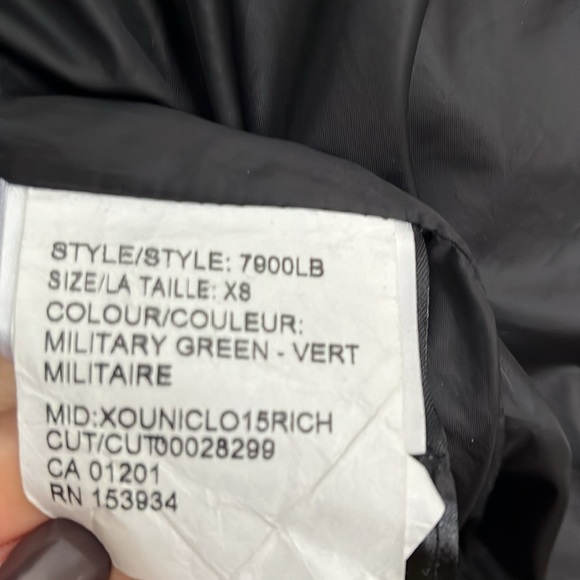 STYLE/STYLE: 7900LB
SIZE/LA TAILLE: XS
COLOUR/COULEUR:
MILITARY GREEN - VERT
MILITAIRE
MID:XOUNICLO15RICH
CUT/CUT00028299
CA 01201
RN 153934